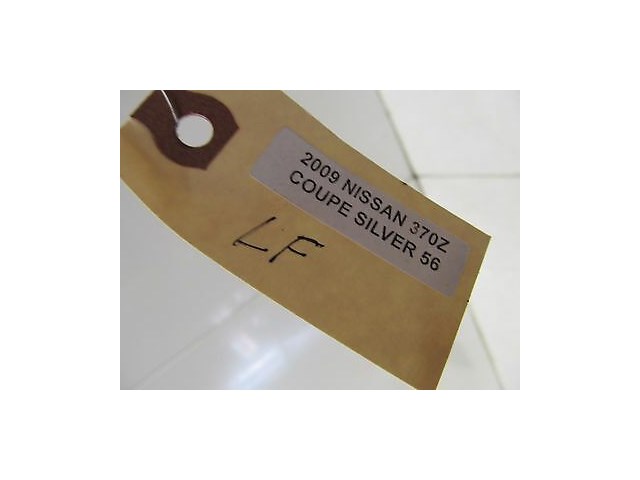 2009 NISSAN 370Z
COUPE SILVER 56
LF